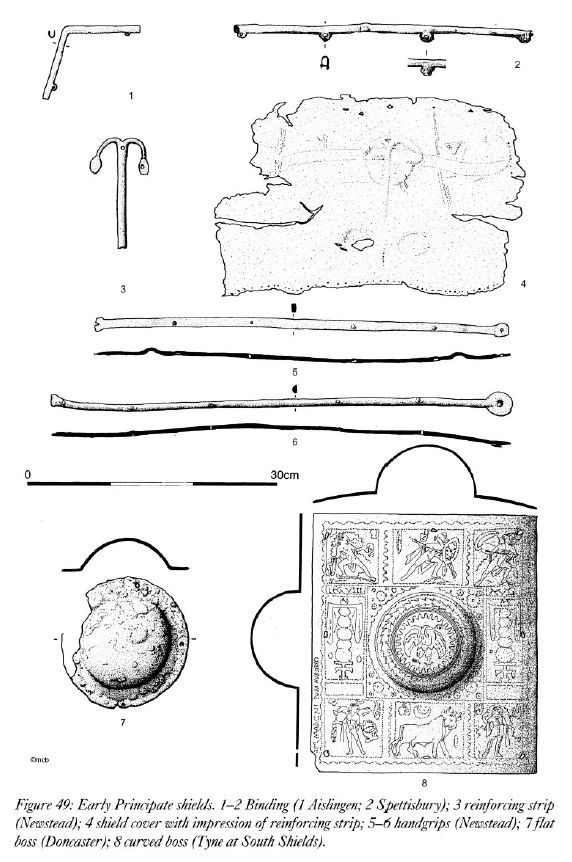 1
2
3
4
5
6
0 30cm
7
8
©mcb
Figure 49: Early Principate shields. 1–2 Binding (1 Aislingen; 2 Spettisbury); 3 reinforcing strip
(Newstead); 4 shield cover with impression of reinforcing strip; 5–6 handgrips (Newstead); 7 flat
boss (Doncaster); 8 curved boss (Tyne at South Shields).